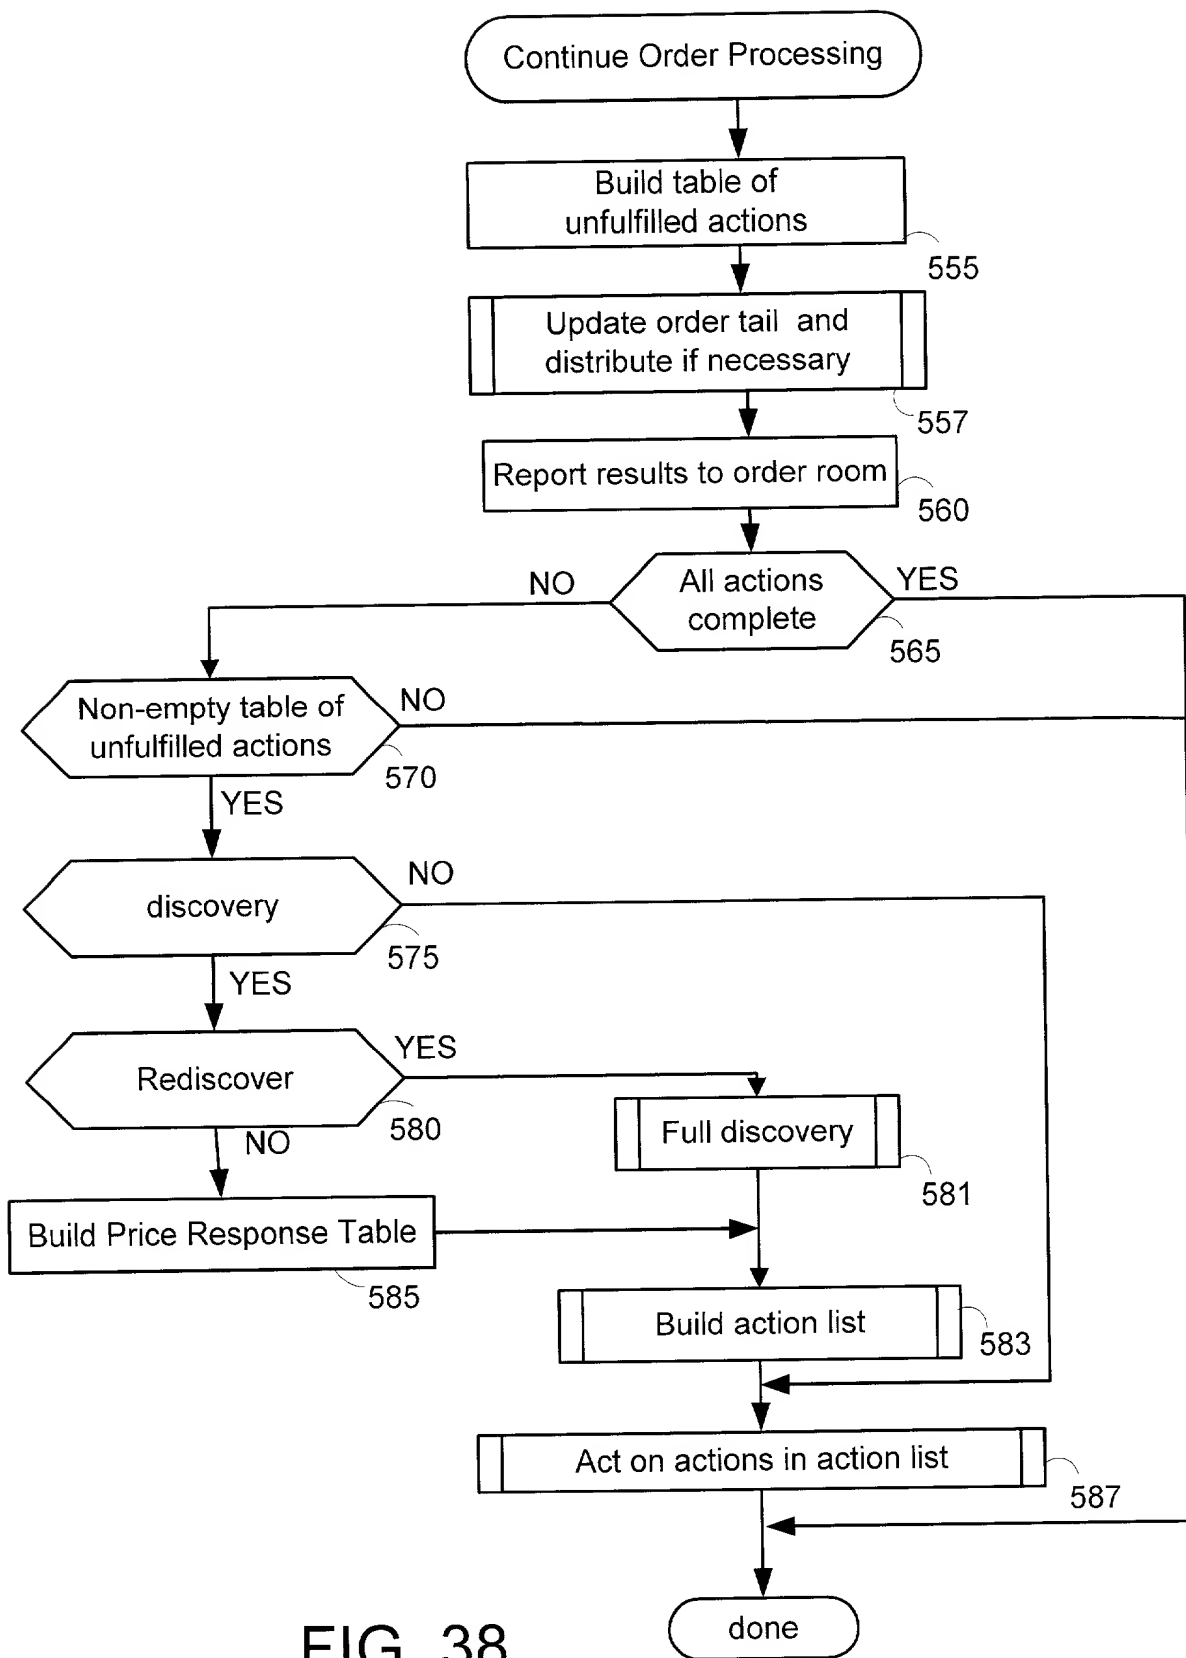 Continue Order Processing
Build table of
unfulfilled actions
555
Update order tail and
distribute if necessary
557
Report results to order room
560
All actions
complete
NO
YES
565
Non-empty table of
unfulfilled actions
NO
570
YES
discovery
NO
575
YES
Rediscover
YES
580
NO
Full discovery
581
Build Price Response Table
585
Build action list
583
Act on actions in action list
587
done
FIG. 38